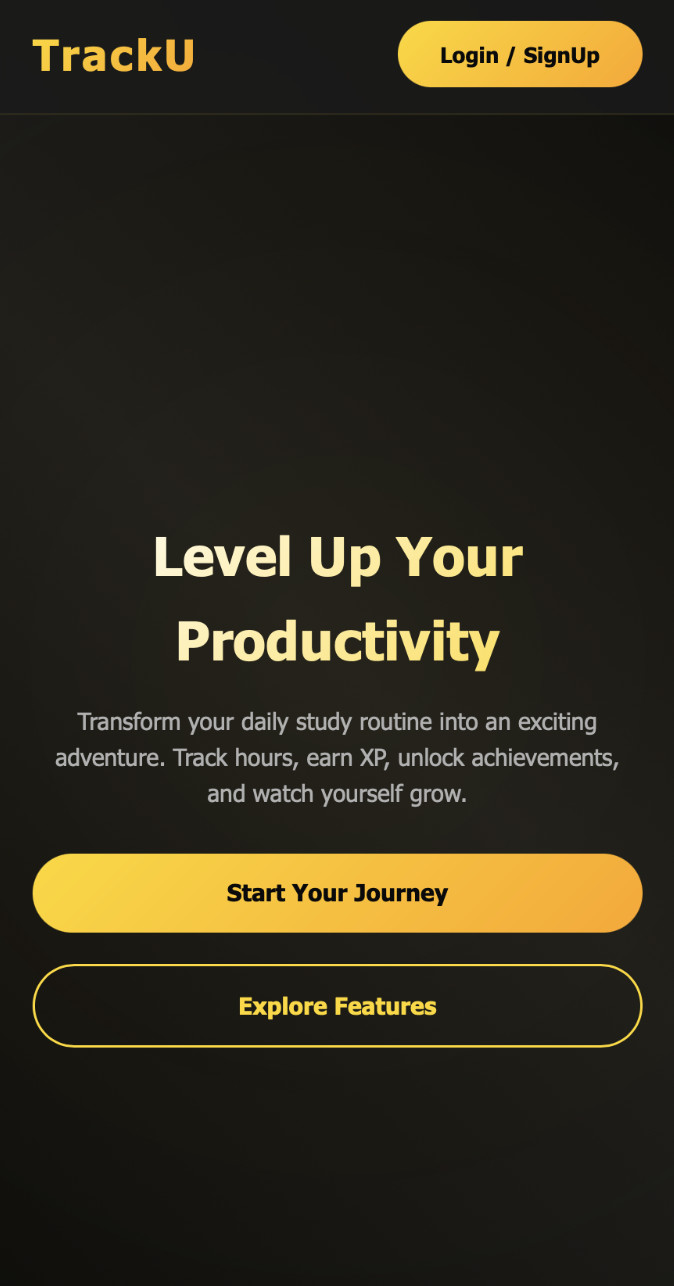 TrackU
Login / SignUp
Level Up Your
Productivity
Transform your daily study routine into an exciting
adventure. Track hours, earn XP, unlock achievements,
and watch yourself grow.
Start Your Journey
Explore Features